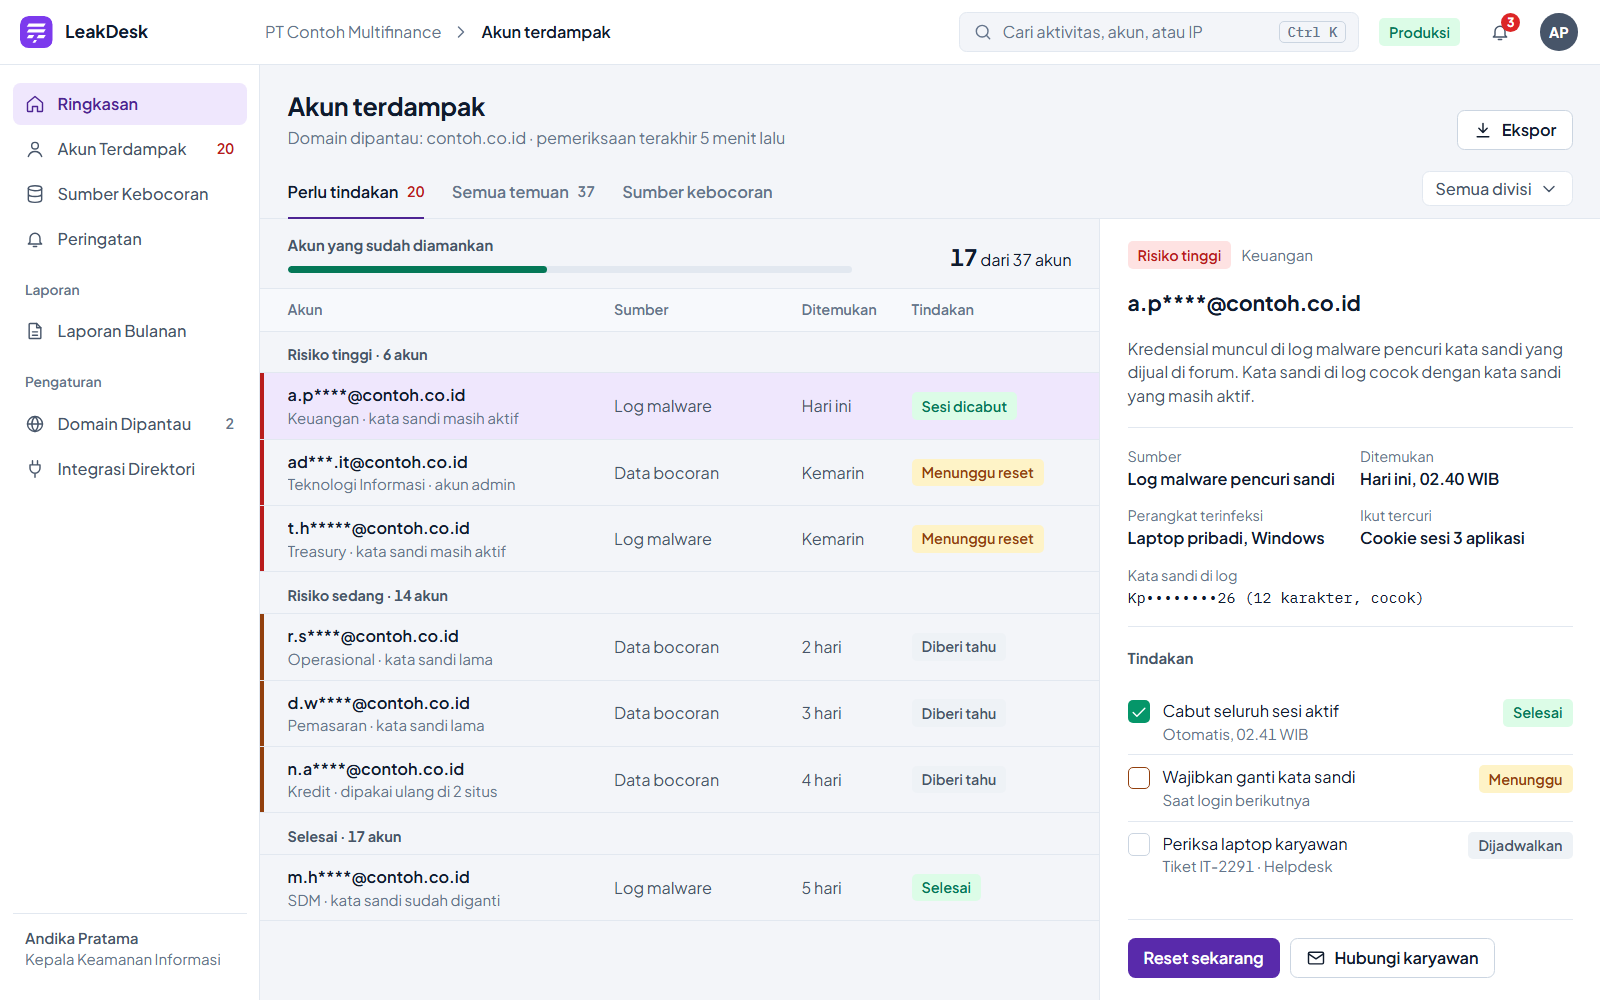 LeakDesk
PT Contoh Multifinance
Akun terdampak
Cari aktivitas, akun, atau IP
Ctrl K
Produksi
3
AP
Ringkasan
Akun Terdampak 20
Sumber Kebocoran
Peringatan
Laporan
Laporan Bulanan
Pengaturan
Domain Dipantau 2
Integrasi Direktori
Andika Pratama
Kepala Keamanan Informasi
Akun terdampak
Domain dipantau: contoh.co.id · pemeriksaan terakhir 5 menit lalu
Ekspor
Perlu tindakan 20
Semua temuan 37
Sumber kebocoran
Semua divisi
Akun yang sudah diamankan
17 dari 37 akun
Akun Sumber Ditemukan Tindakan
Risiko tinggi · 6 akun
a.p****@contoh.co.id
Keuangan · kata sandi masih aktif
Log malware
Hari ini
Sesi dicabut
ad***.it@contoh.co.id
Teknologi Informasi · akun admin
Data bocoran
Kemarin
Menunggu reset
t.h*****@contoh.co.id
Treasury · kata sandi masih aktif
Log malware
Kemarin
Menunggu reset
Risiko sedang · 14 akun
r.s****@contoh.co.id
Operasional · kata sandi lama
Data bocoran
2 hari
Diberi tahu
d.w****@contoh.co.id
Pemasaran · kata sandi lama
Data bocoran
3 hari
Diberi tahu
n.a****@contoh.co.id
Kredit · dipakai ulang di 2 situs
Data bocoran
4 hari
Diberi tahu
Selesai · 17 akun
m.h****@contoh.co.id
SDM · kata sandi sudah diganti
Log malware
5 hari
Selesai
Risiko tinggi Keuangan
a.p****@contoh.co.id
Kredensial muncul di log malware pencuri kata sandi yang
dijual di forum. Kata sandi di log cocok dengan kata sandi
yang masih aktif.
Sumber
Log malware pencuri sandi
Ditemukan
Hari ini, 02.40 WIB
Perangkat terinfeksi
Laptop pribadi, Windows
Ikut tercuri
Cookie sesi 3 aplikasi
Kata sandi di log
Kp••••••••26 (12 karakter, cocok)
Tindakan
Cabut seluruh sesi aktif
Otomatis, 02.41 WIB
Selesai
Wajibkan ganti kata sandi
Saat login berikutnya
Menunggu
Periksa laptop karyawan
Tiket IT-2291 · Helpdesk
Dijadwalkan
Reset sekarang
Hubungi karyawan